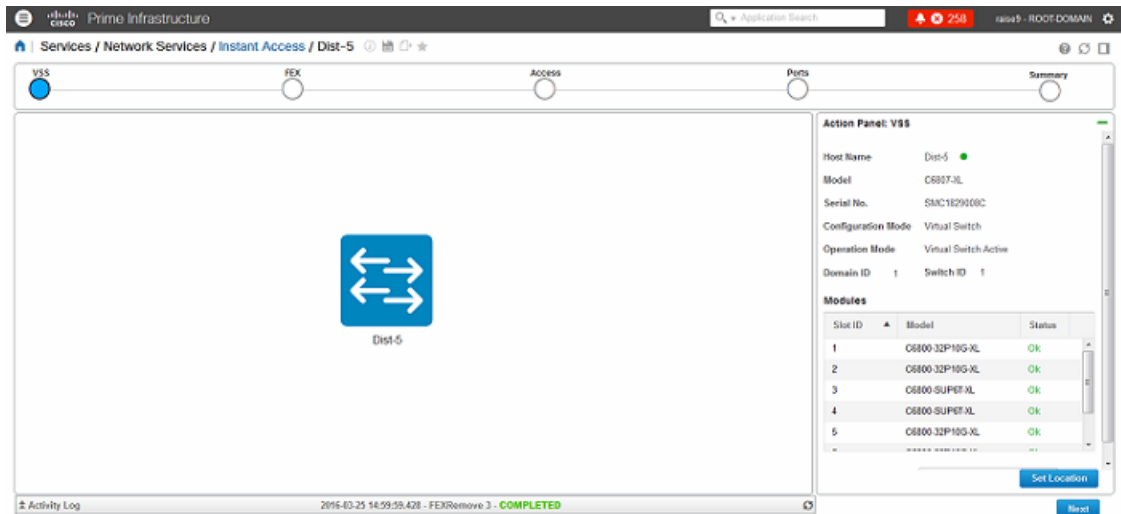 cisco Prime Infrastructure
Application Search
258
ROOT-DOMAIN
Services / Network Services / Instant Access / Dist-5
VSS
FEX
Access
Ports
Summary
Dist-5
Action Panel: VSS
Host Name Dist-5
Model C6807-XL
Serial No. SMC1829008C
Configuration Mode Virtual Switch
Operation Mode Virtual Switch Active
Domain ID 1 Switch ID 1
Modules
Slot ID Model Status
1 C6800-32P10G-XL Ok
2 C6800-32P10G-XL Ok
3 C6800-SUP6T-XL Ok
4 C6800-SUP6T-XL Ok
5 C6800-32P10G-XL Ok
Set Location
Activity Log
2016-03-25 14:59:59.428 - FEXRemove 3 - COMPLETED
Next